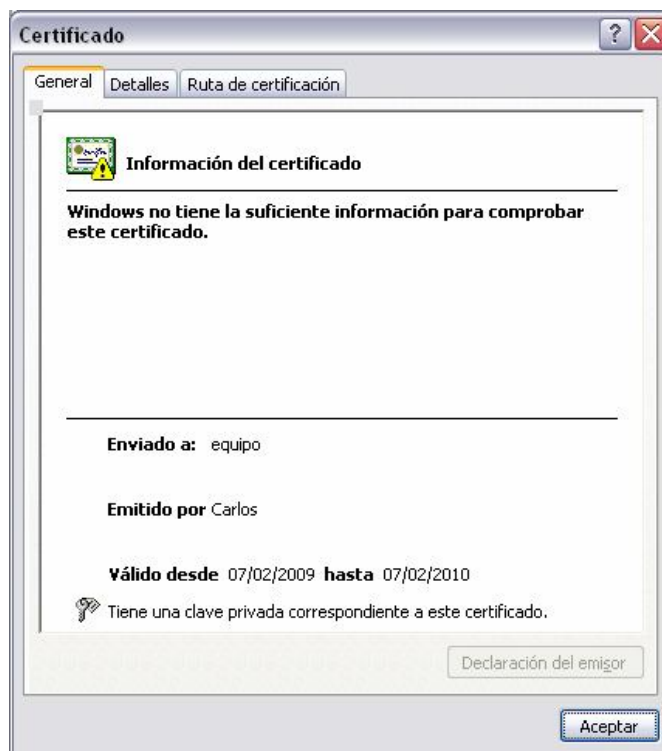 Certificado
General Detalles Ruta de certificación
Información del certificado
Windows no tiene la suficiente información para comprobar
este certificado.
Enviado a: equipo
Emitido por Carlos
Válido desde 07/02/2009 hasta 07/02/2010
Tiene una clave privada correspondiente a este certificado.
Declaración del emisor
Aceptar